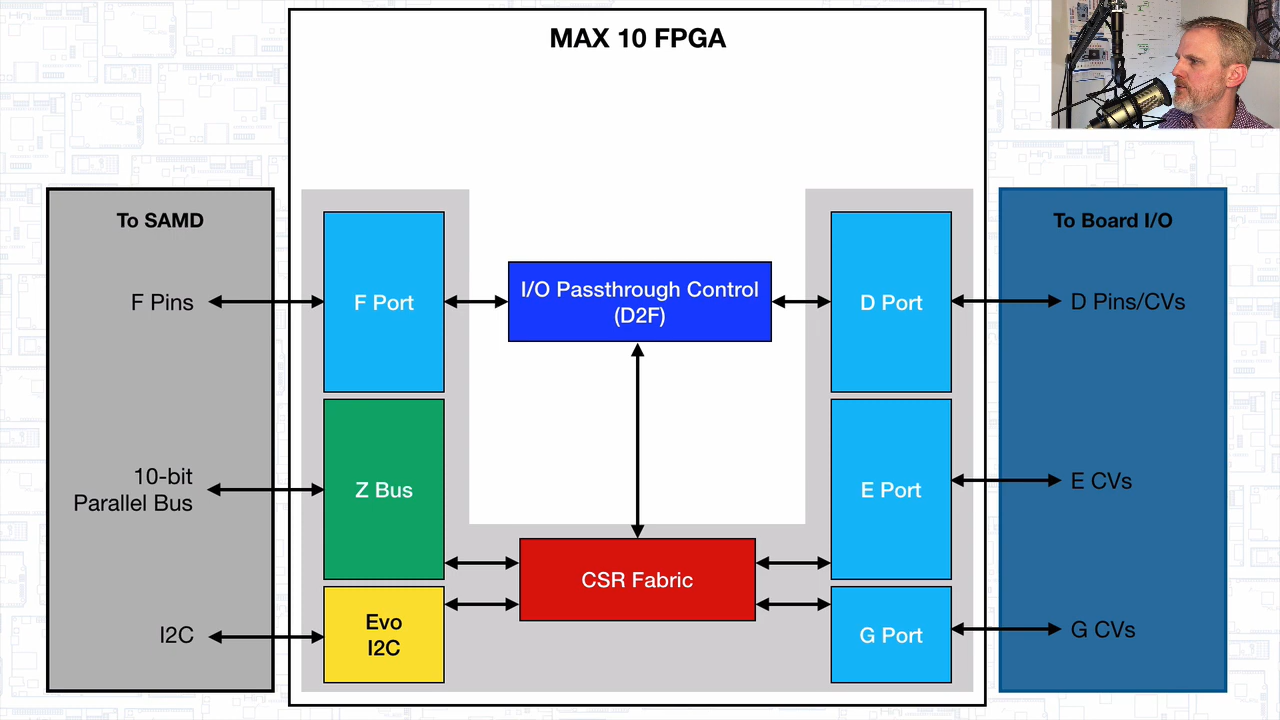 MAX 10 FPGA
To SAMD
F Pins
10-bit
Parallel Bus
I2C
F Port
Z Bus
Evo
I2C
I/O Passthrough Control
(D2F)
CSR Fabric
D Port
E Port
G Port
To Board I/O
D Pins/CVs
E CVs
G CVs